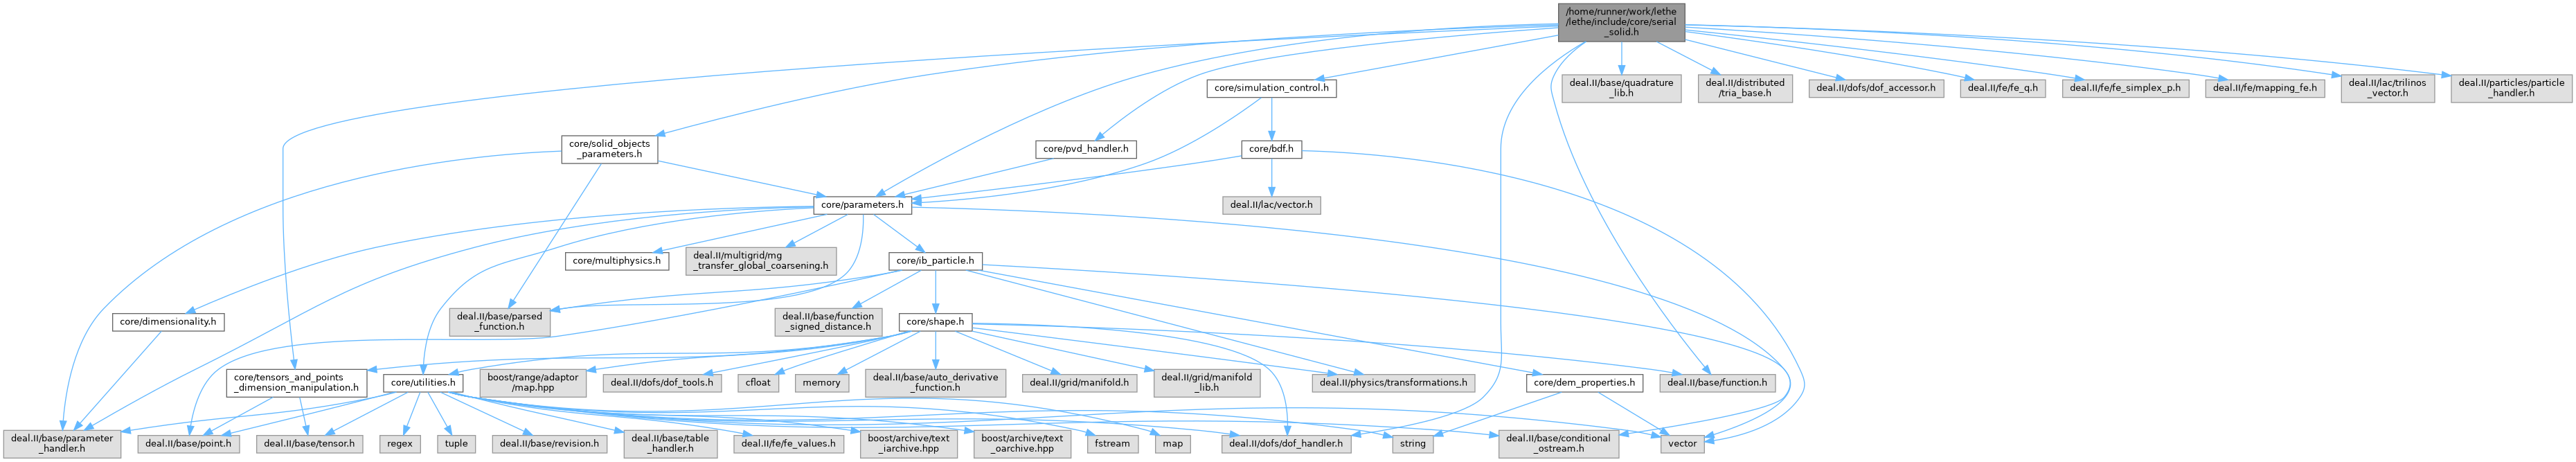 /home/runner/work/lethe
/lethe/include/core/serial
_solid.h
core/simulation_control.h
deal.II/base/quadrature
_lib.h
deal.II/distributed
/tria_base.h
deal.II/dofs/dof_accessor.h
deal.II/fe/fe_q.h
deal.II/fe/fe_simplex_p.h
deal.II/fe/mapping_fe.h
deal.II/lac/trilinos
_vector.h
deal.II/particles/particle
_handler.h
core/solid_objects
_parameters.h
core/pvd_handler.h
core/bdf.h
core/parameters.h
deal.II/lac/vector.h
core/multiphysics.h
deal.II/multigrid/mg
_transfer_global_coarsening.h
core/ib_particle.h
core/dimensionality.h
deal.II/base/parsed
_function.h
deal.II/base/function
_signed_distance.h
core/shape.h
core/tensors_and_points
_dimension_manipulation.h
core/utilities.h
boost/range/adaptor
/map.hpp
deal.II/dofs/dof_tools.h
cfloat
memory
deal.II/base/auto_derivative
_function.h
deal.II/grid/manifold.h
deal.II/grid/manifold
_lib.h
deal.II/physics/transformations.h
core/dem_properties.h
deal.II/base/function.h
deal.II/base/parameter
_handler.h
deal.II/base/point.h
deal.II/base/tensor.h
regex
tuple
deal.II/base/revision.h
deal.II/base/table
_handler.h
deal.II/fe/fe_values.h
boost/archive/text
_iarchive.hpp
boost/archive/text
_oarchive.hpp
fstream
map
deal.II/dofs/dof_handler.h
string
deal.II/base/conditional
_ostream.h
vector